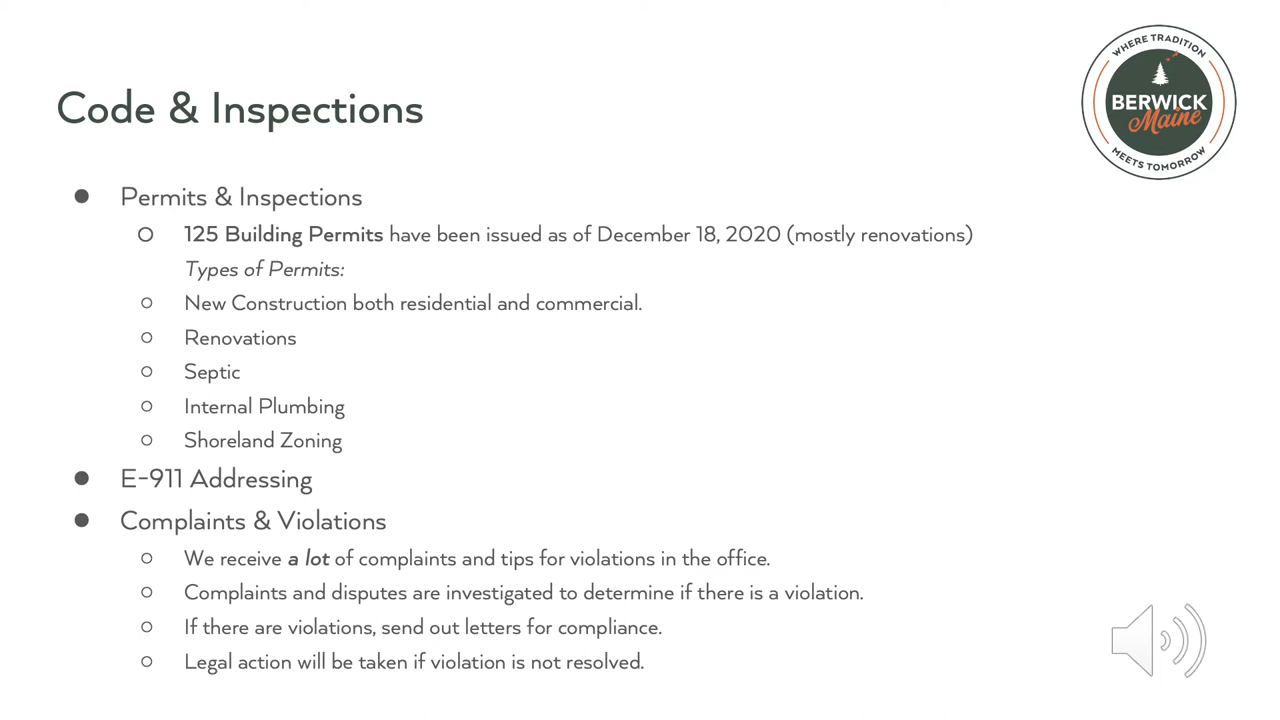 WHERE TRADITION
BERWICK
Maine
MEETS TOMORROW
Code & Inspections
● Permits & Inspections
○ 125 Building Permits have been issued as of December 18, 2020 (mostly renovations)
Types of Permits:
○ New Construction both residential and commercial.
○ Renovations
○ Septic
○ Internal Plumbing
○ Shoreland Zoning
● E-911 Addressing
● Complaints & Violations
○ We receive a lot of complaints and tips for violations in the office.
○ Complaints and disputes are investigated to determine if there is a violation.
○ If there are violations, send out letters for compliance.
○ Legal action will be taken if violation is not resolved.